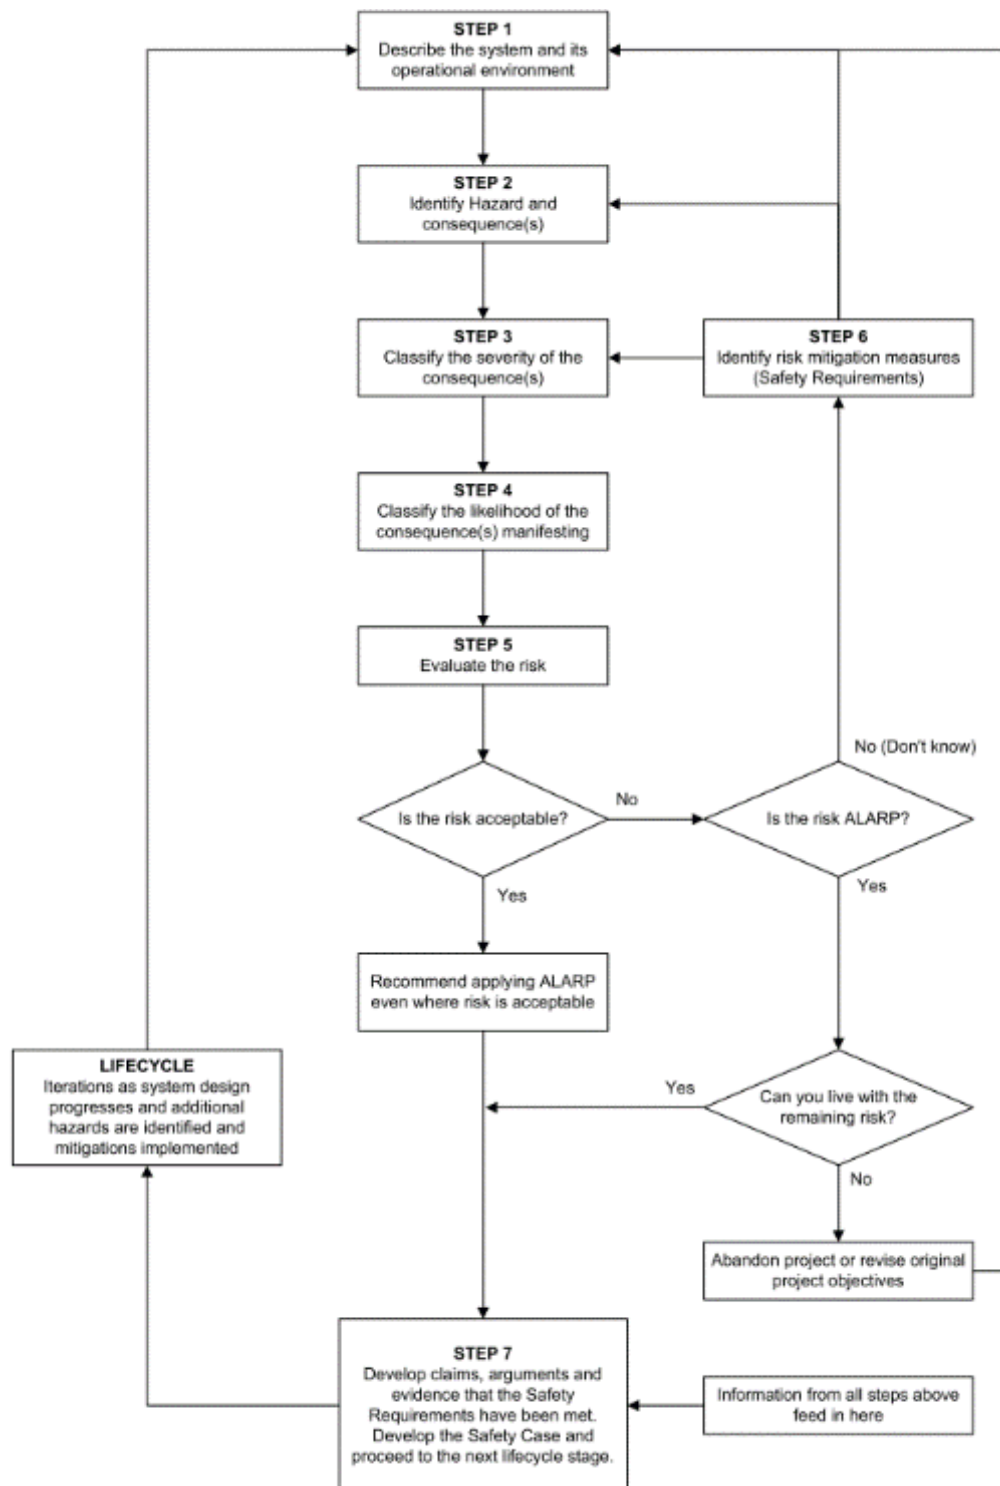 STEP 1
Describe the system and its
operational environment
STEP 2
Identify Hazard and
consequence(s)
STEP 3
Classify the severity of the
consequence(s)
STEP 6
Identify risk mitigation measures
(Safety Requirements)
STEP 4
Classify the likelihood of the
consequence(s) manifesting
STEP 5
Evaluate the risk
No (Don't know)
Is the risk acceptable?
No
Is the risk ALARP?
Yes
Yes
Recommend applying ALARP
even where risk is acceptable
LIFECYCLE
Iterations as system design
progresses and additional
hazards are identified and
mitigations implemented
Yes
Can you live with the
remaining risk?
No
Abandon project or revise original
project objectives
STEP 7
Develop claims, arguments and
evidence that the Safety
Requirements have been met.
Develop the Safety Case and
proceed to the next lifecycle stage.
Information from all steps above
feed in here